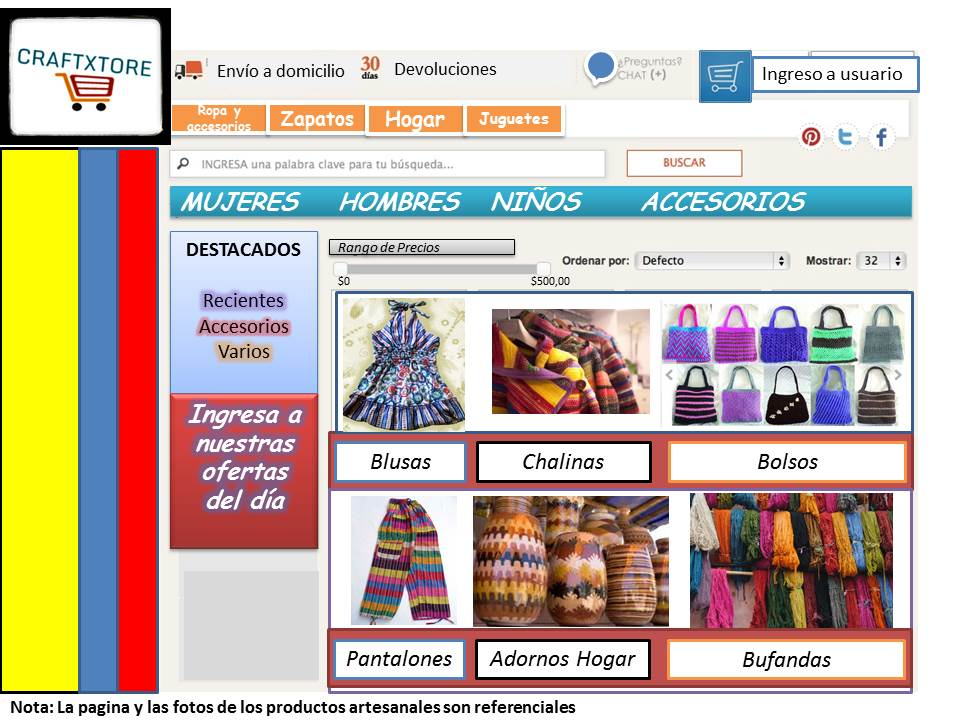 CRAFTXTORE
Envío a domicilio
30
días
Devoluciones
¿Preguntas?
CHAT (+)
Ingreso a usuario
Ropa y
accesorios
Zapatos
Hogar
Juguetes
INGRESA una palabra clave para tu búsqueda...
BUSCAR
MUJERES HOMBRES NIÑOS ACCESORIOS
DESTACADOS
Recientes
Accesorios
Varios
Ingresa a
nuestras
ofertas
del día
Rango de Precios
$0 $500,00
Ordenar por: Defecto Mostrar: 32
Blusas Chalinas Bolsos
Pantalones Adornos Hogar Bufandas
Nota: La pagina y las fotos de los productos artesanales son referenciales